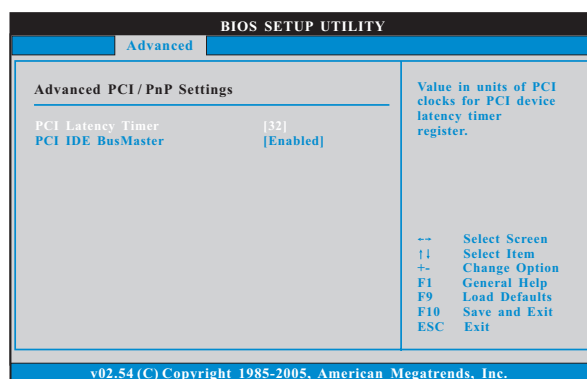 BIOS SETUP UTILITY
Advanced
Advanced PCI / PnP Settings
PCI Latency Timer [32]
PCI IDE BusMaster [Enabled]
Value in units of PCI
clocks for PCI device
latency timer
register.
←→ Select Screen
↑↓ Select Item
+- Change Option
F1 General Help
F9 Load Defaults
F10 Save and Exit
ESC Exit
v02.54 (C) Copyright 1985-2005, American Megatrends, Inc.